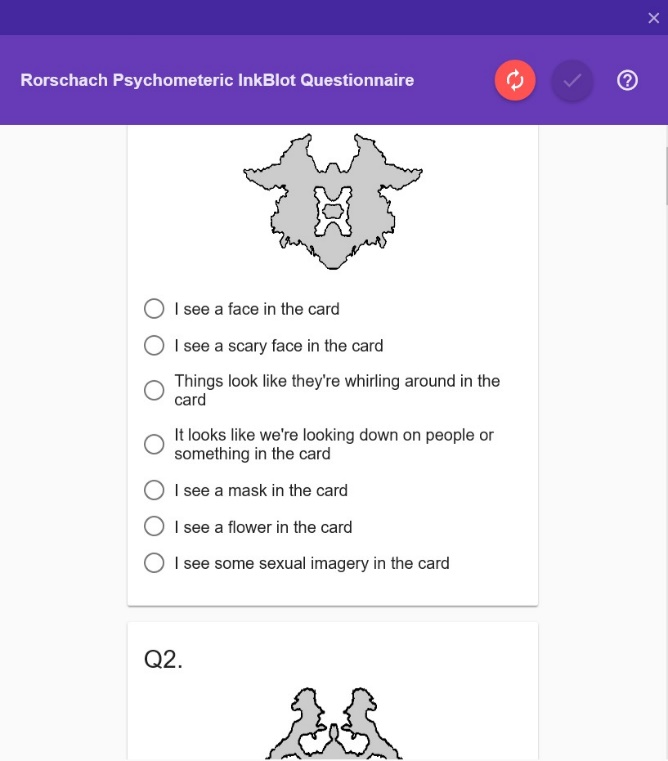 Rorschach Psychometeric InkBlot Questionnaire
I see a face in the card
I see a scary face in the card
Things look like they're whirling around in the
card
It looks like we're looking down on people or
something in the card
I see a mask in the card
I see a flower in the card
I see some sexual imagery in the card
Q2.